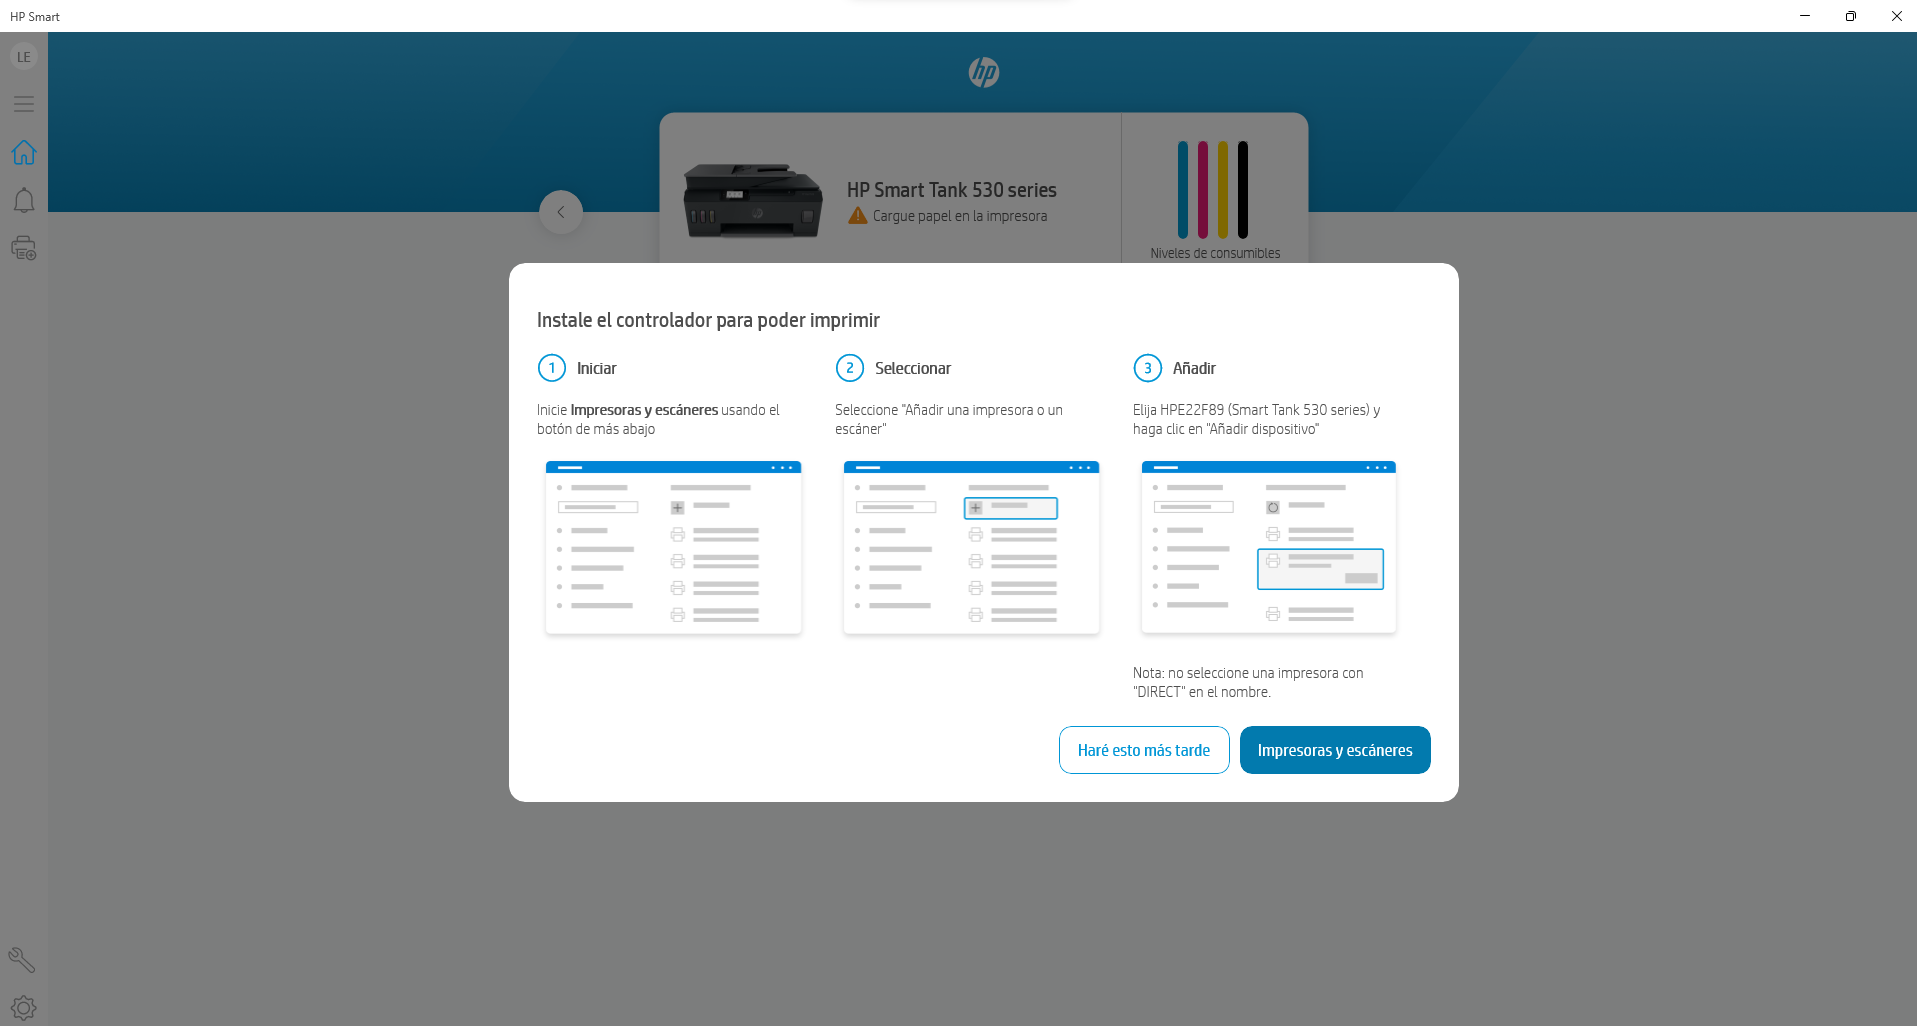 HP Smart
LE
hp
HP Smart Tank 530 series
Cargue papel en la impresora
Niveles de consumibles
Instale el controlador para poder imprimir
1 Iniciar
Inicie Impresoras y escáneres usando el
botón de más abajo
2 Seleccionar
Seleccione "Añadir una impresora o un
escáner"
3 Añadir
Elija HPE22F89 (Smart Tank 530 series) y
haga clic en "Añadir dispositivo"
Nota: no seleccione una impresora con
"DIRECT" en el nombre.
Haré esto más tarde
Impresoras y escáneres